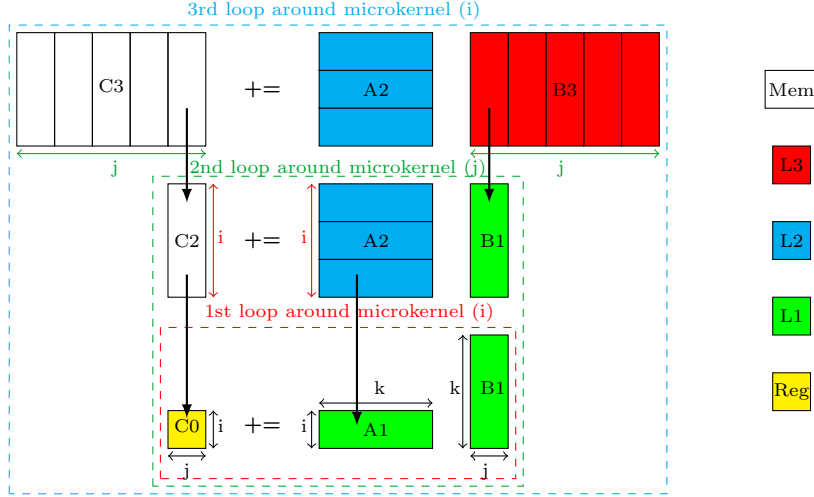 3rd loop around microkernel (i)
C3 += A2 B3
Mem
j j
L3
2nd loop around microkernel (j)
C2 i += i A2 B1
L2
1st loop around microkernel (i)
L1
k
k B1
Reg
C0 i += i A1
j j